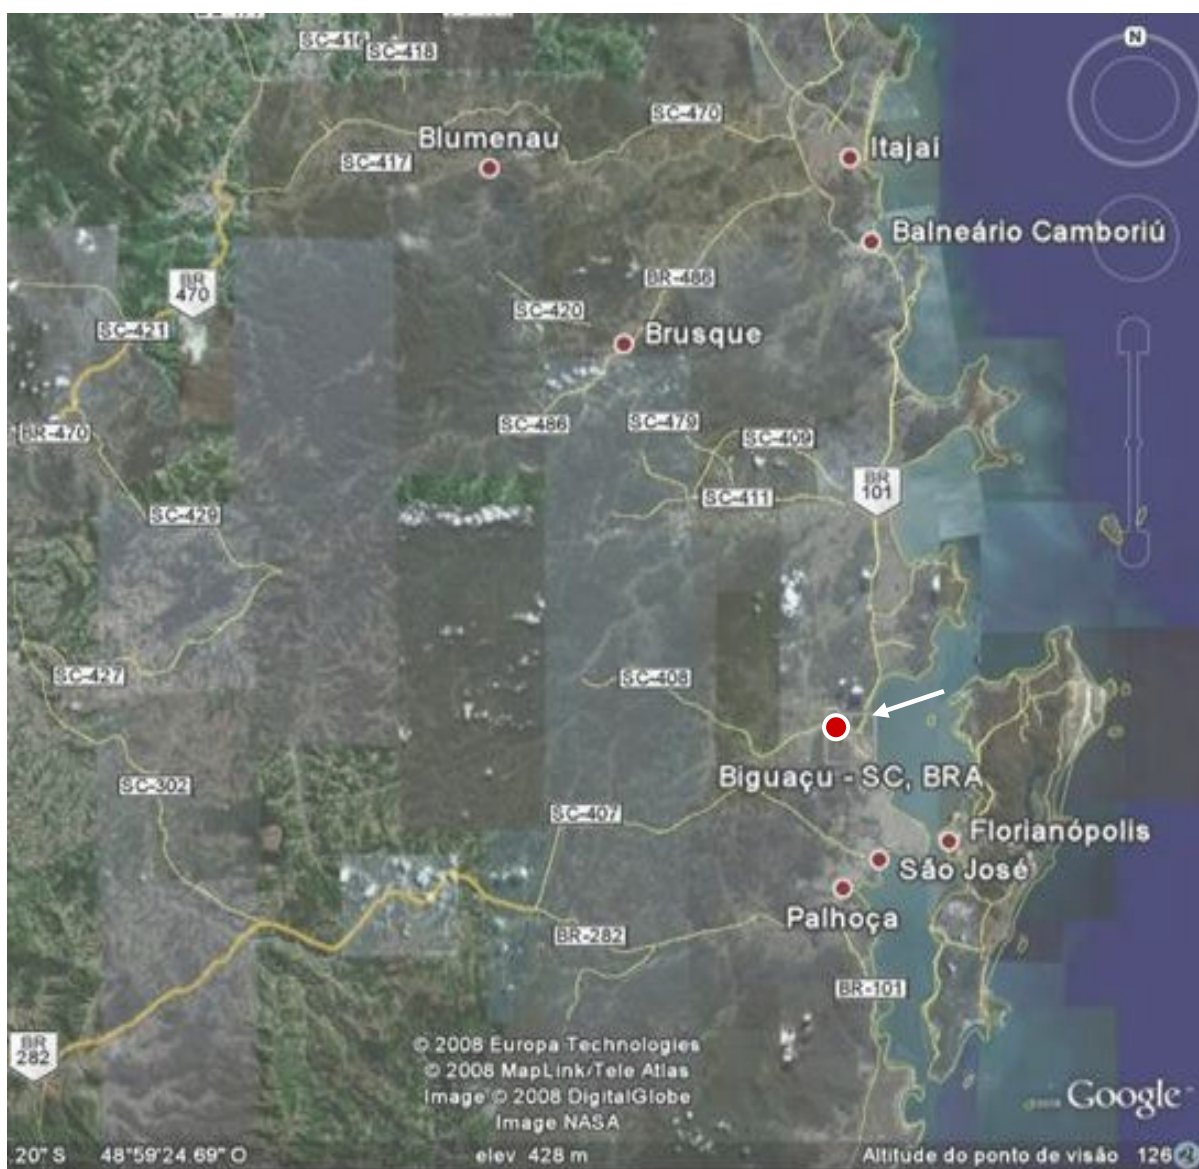 SC-416
SC-418
N
SC-470
Blumenau
SC-417
Itajaí
Balneário Camboriú
BR
470
BR-486
SC-421
SC-420
Brusque
BR-470
SC-486
SC-479
SC-409
BR
101
SC-411
SC-429
SC-427
SC-408
Biguaçu - SC, BRA
SC-302
SC-407
Florianópolis
São José
Palhoça
BR-282
BR-101
BR
282
© 2008 Europa Technologies
© 2008 MapLink/Tele Atlas
Image © 2008 DigitalGlobe
Image NASA
Google
.20" S 48°59'24.69" O elev 428 m Altitude do ponto de visão 126